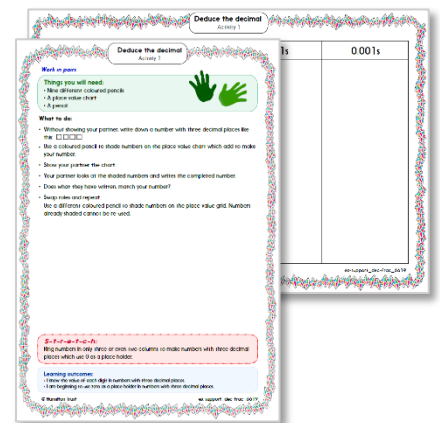 Deduce the decimal
Activity 1
1s
0.001s
ex-support_dec-frac_6619
Deduce the decimal
Activity 1
Work in pairs
Things you will need:
• Nine different coloured pencils
• A place value chart
• A pencil
What to do:
• Without showing your partner, write down a number with three decimal places like
this: □.□□□
• Use a coloured pencil to shade numbers on the place value chart which add to make
your number.
• Show your partner the chart.
• Your partner looks at the shaded numbers and writes the completed number.
• Does what they have written, match your number?
• Swap roles and repeat.
Use a different coloured pencil to shade numbers on the place value grid. Numbers
already shaded cannot be re-used.
S-t-r-e-t-c-h:
Ring numbers in only three or even two columns to make numbers with three decimal
places which use 0 as a place holder.
Learning outcomes:
• I know the value of each digit in numbers with three decimal places.
• I am beginning to use zero as a place holder in numbers with three decimal places.
© Hamilton Trust
ex-support_dec-frac_6619